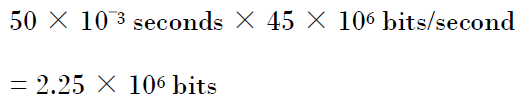 50 × 10⁻³ seconds × 45 × 10⁶ bits/second
= 2.25 × 10⁶ bits